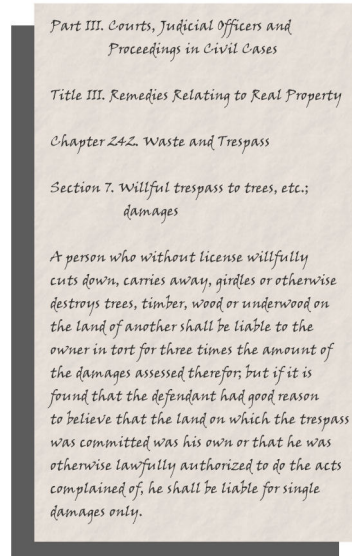 Part III. Courts, Judicial Officers and
Proceedings in Civil Cases
Title III. Remedies Relating to Real Property
Chapter 242. Waste and Trespass
Section 7. Willful trespass to trees, etc.;
damages
A person who without license willfully
cuts down, carries away, girdles or otherwise
destroys trees, timber, wood or underwood on
the land of another shall be liable to the
owner in tort for three times the amount of
the damages assessed therefor; but if it is
found that the defendant had good reason
to believe that the land on which the trespass
was committed was his own or that he was
otherwise lawfully authorized to do the acts
complained of, he shall be liable for single
damages only.